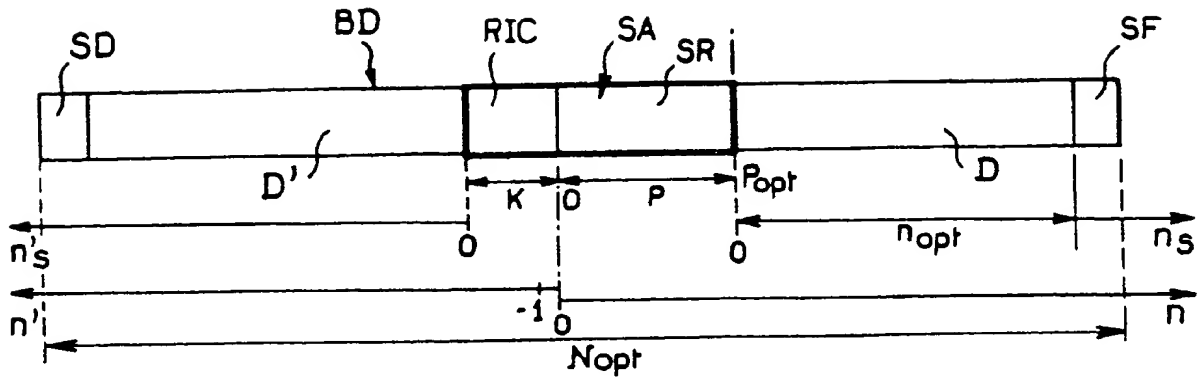 SD BD RIC SA SR SF
D' K 0 P Popt D
n's 0 0 nopt ns
n' -1 0 n
Nopt